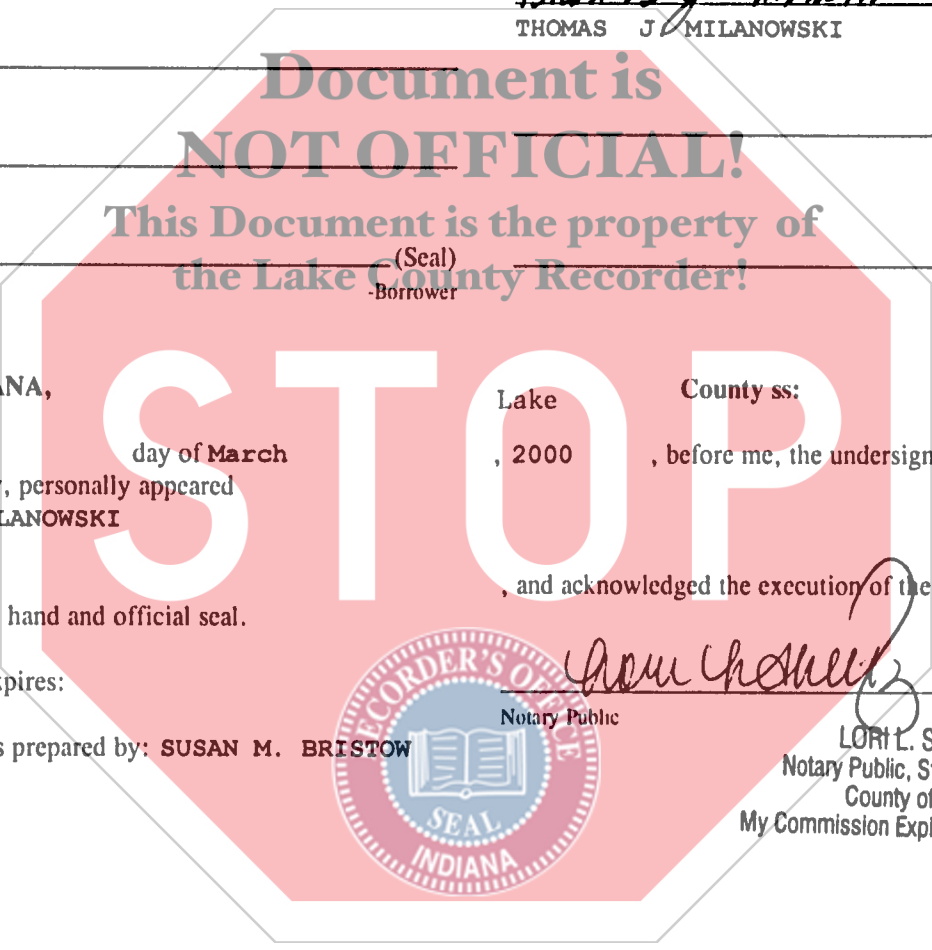 THOMAS J MILANOWSKI
Document is
NOT OFFICIAL!
This Document is the property of
the Lake County Recorder!
(Seal)
-Borrower
ANA,
Lake County ss:
day of March , 2000 , before me, the undersign
, personally appeared
LANOWSKI
, and acknowledged the execution of the
hand and official seal.
xpires:
Notary Public
s prepared by: SUSAN M. BRISTOW
LORI L. S
Notary Public, S
County of
My Commission Expi
STOP
RECORDER'S OFFICE
SEAL
INDIANA